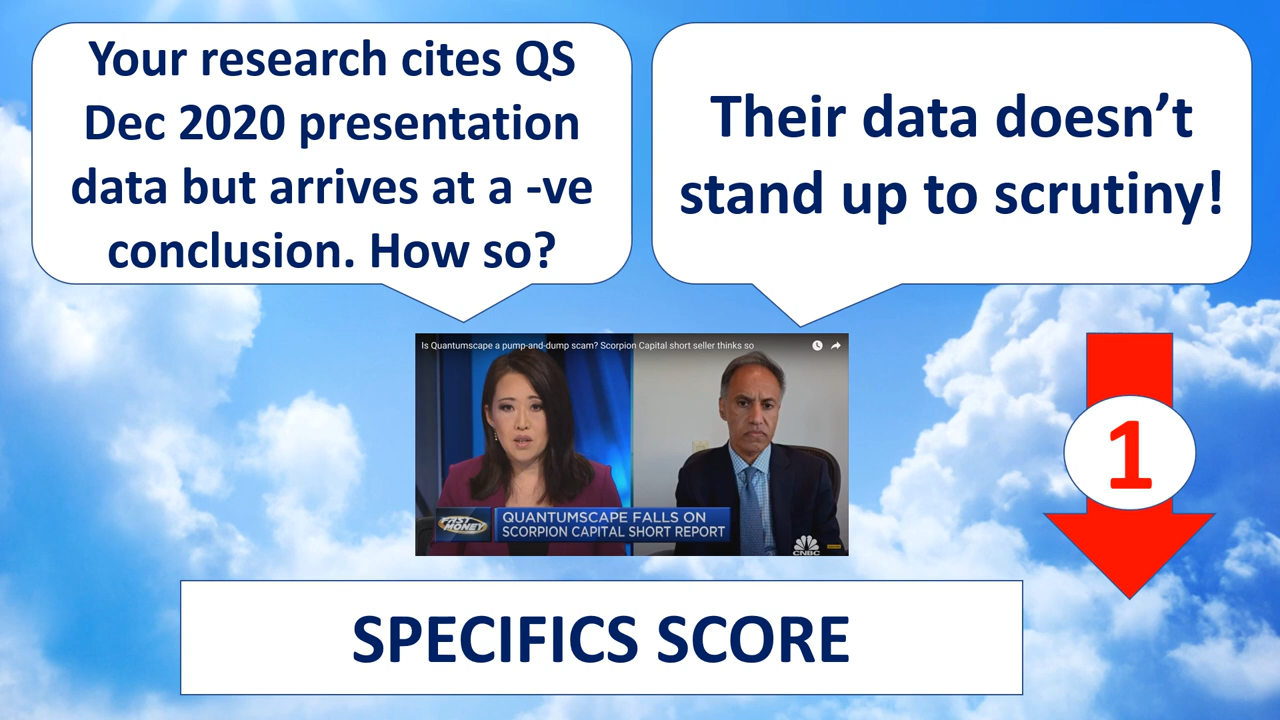 Your research cites QS
Dec 2020 presentation
data but arrives at a -ve
conclusion. How so?
Their data doesn’t
stand up to scrutiny!
Is Quantumscape a pump-and-dump scam? Scorpion Capital short seller thinks so
FAST
MONEY
QUANTUMSCAPE FALLS ON
SCORPION CAPITAL SHORT REPORT
CNBC
1
SPECIFICS SCORE